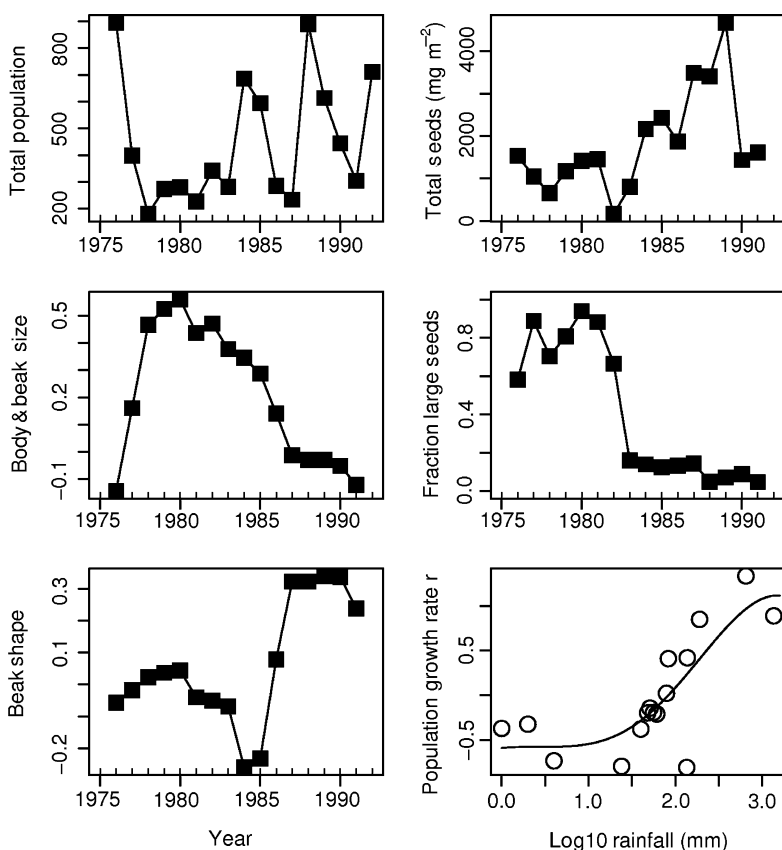 Total population
200 500 800
1975 1980 1985 1990
Total seeds (mg m−2)
0 2000 4000
1975 1980 1985 1990
Body & beak size
−0.1 0.2 0.5
1975 1980 1985 1990
Fraction large seeds
0.0 0.4 0.8
1975 1980 1985 1990
Beak shape
−0.2 0.1 0.3
1975 1980 1985 1990
Year
Population growth rate r
−0.5 0.5
0.0 1.0 2.0 3.0
Log10 rainfall (mm)